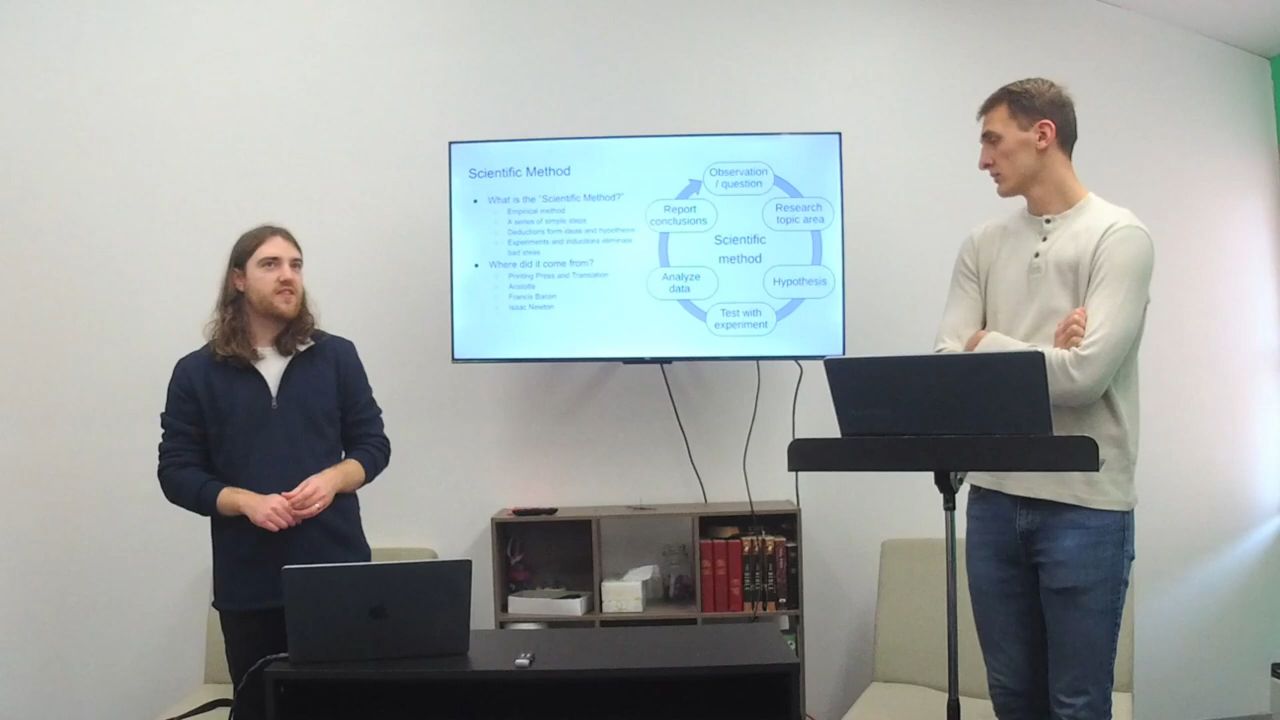 Scientific Method
What is the "Scientific Method?"
Empirical method
A series of simple steps
Deductions form ideas and hypothesis
Experiments and inductions eliminate
bad ideas
Where did it come from?
Printing Press and Translation
Aristotle
Francis Bacon
Isaac Newton
Observation
/ question
Research
topic area
Hypothesis
Test with
experiment
Analyze
data
Report
conclusions
Scientific
method